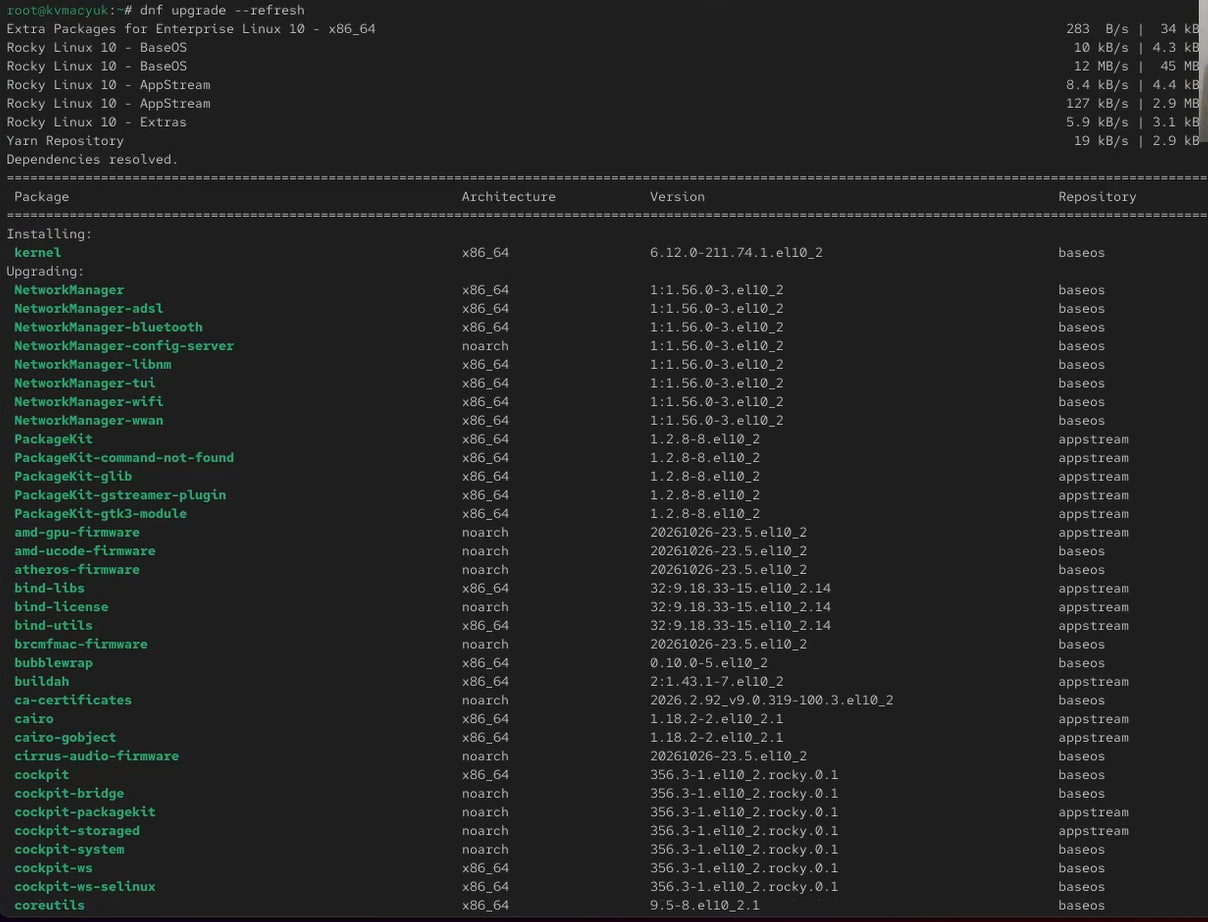 root@kvmacyuk:~# dnf upgrade --refresh
Extra Packages for Enterprise Linux 10 - x86_64 283 B/s | 34 kB
Rocky Linux 10 - BaseOS 10 kB/s | 4.3 kB
Rocky Linux 10 - BaseOS 12 MB/s | 45 MB
Rocky Linux 10 - AppStream 8.4 kB/s | 4.4 kB
Rocky Linux 10 - AppStream 127 kB/s | 2.9 MB
Rocky Linux 10 - Extras 5.9 kB/s | 3.1 kB
Yarn Repository 19 kB/s | 2.9 kB
Dependencies resolved.
Package Architecture Version Repository
Installing:
kernel x86_64 6.12.0-211.74.1.el10_2 baseos
Upgrading:
NetworkManager x86_64 1:1.56.0-3.el10_2 baseos
NetworkManager-adsl x86_64 1:1.56.0-3.el10_2 baseos
NetworkManager-bluetooth x86_64 1:1.56.0-3.el10_2 baseos
NetworkManager-config-server noarch 1:1.56.0-3.el10_2 baseos
NetworkManager-libnm x86_64 1:1.56.0-3.el10_2 baseos
NetworkManager-tui x86_64 1:1.56.0-3.el10_2 baseos
NetworkManager-wifi x86_64 1:1.56.0-3.el10_2 baseos
NetworkManager-wwan x86_64 1:1.56.0-3.el10_2 baseos
PackageKit x86_64 1.2.8-8.el10_2 appstream
PackageKit-command-not-found x86_64 1.2.8-8.el10_2 appstream
PackageKit-glib x86_64 1.2.8-8.el10_2 appstream
PackageKit-gstreamer-plugin x86_64 1.2.8-8.el10_2 appstream
PackageKit-gtk3-module x86_64 1.2.8-8.el10_2 appstream
amd-gpu-firmware noarch 20261026-23.5.el10_2 appstream
amd-ucode-firmware noarch 20261026-23.5.el10_2 baseos
atheros-firmware noarch 20261026-23.5.el10_2 baseos
bind-libs x86_64 32:9.18.33-15.el10_2.14 appstream
bind-license noarch 32:9.18.33-15.el10_2.14 appstream
bind-utils x86_64 32:9.18.33-15.el10_2.14 appstream
brcmfmac-firmware noarch 20261026-23.5.el10_2 baseos
bubblewrap x86_64 0.10.0-5.el10_2 baseos
buildah x86_64 2:1.43.1-7.el10_2 appstream
ca-certificates noarch 2026.2.92_v9.0.319-100.3.el10_2 baseos
cairo x86_64 1.18.2-2.el10_2.1 appstream
cairo-gobject x86_64 1.18.2-2.el10_2.1 appstream
cirrus-audio-firmware noarch 20261026-23.5.el10_2 baseos
cockpit x86_64 356.3-1.el10_2.rocky.0.1 baseos
cockpit-bridge noarch 356.3-1.el10_2.rocky.0.1 baseos
cockpit-packagekit noarch 356.3-1.el10_2.rocky.0.1 appstream
cockpit-storaged noarch 356.3-1.el10_2.rocky.0.1 appstream
cockpit-system noarch 356.3-1.el10_2.rocky.0.1 baseos
cockpit-ws x86_64 356.3-1.el10_2.rocky.0.1 baseos
cockpit-ws-selinux x86_64 356.3-1.el10_2.rocky.0.1 baseos
coreutils x86_64 9.5-8.el10_2.1 baseos